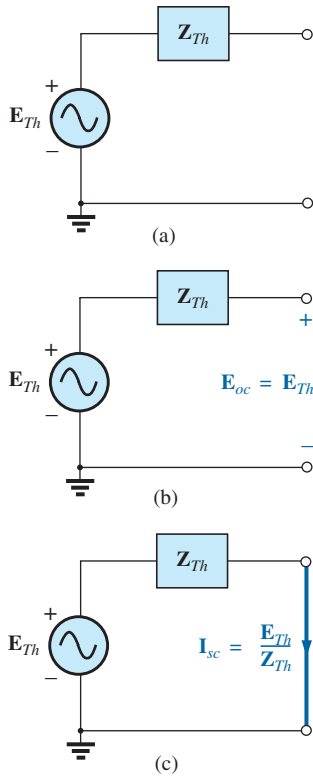 Z_Th
+
E_Th
−
(a)
Z_Th
+
+
E_Th
E_oc = E_Th
−
−
(b)
Z_Th
+
E_Th
I_sc = E_Th / Z_Th
−
(c)